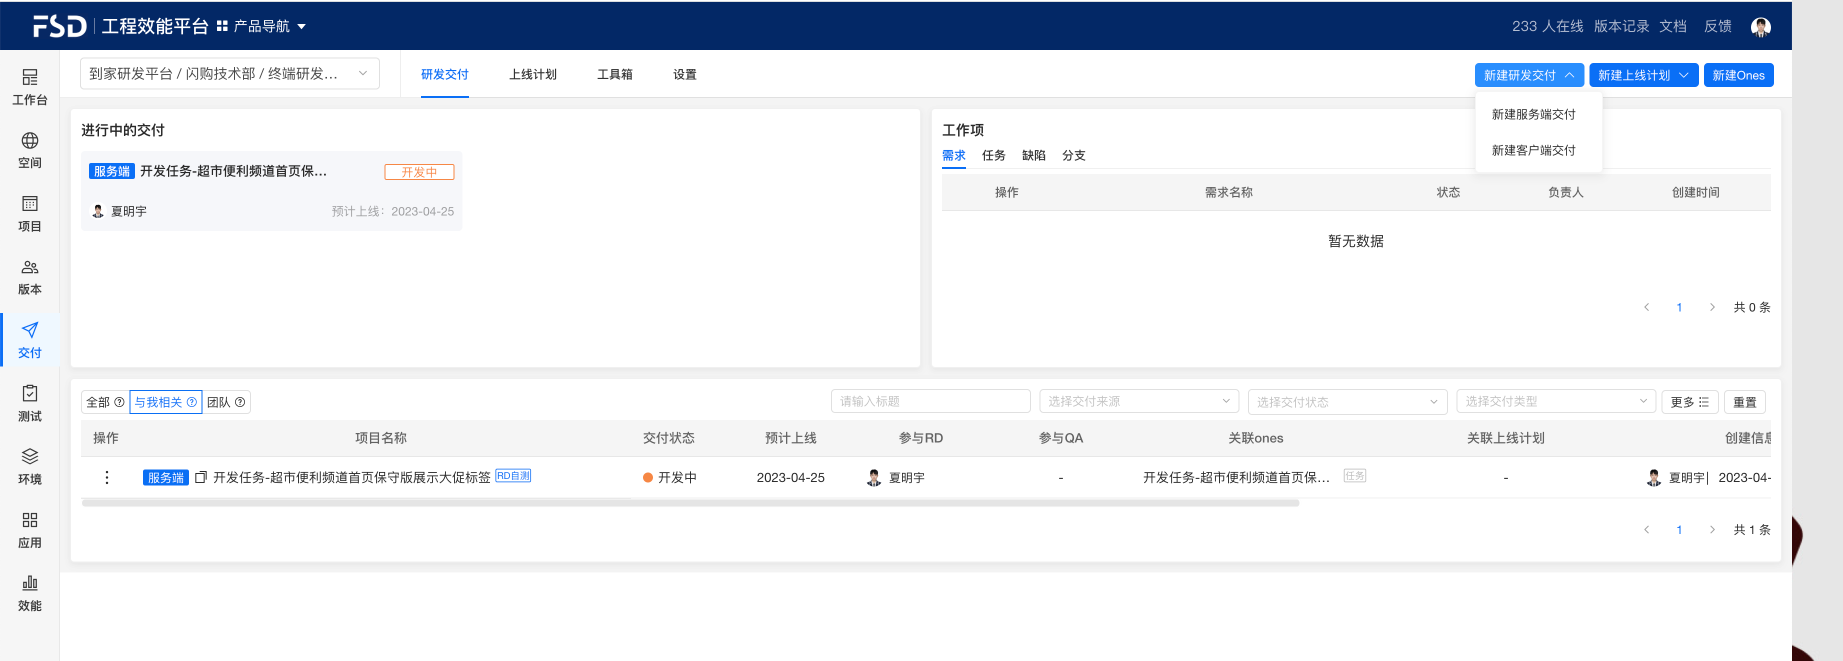 FSD 工程效能平台 产品导航
233 人在线 版本记录 文档 反馈
工作台
空间
项目
版本
交付
测试
环境
应用
效能
到家研发平台 / 闪购技术部 / 终端研发...
研发交付 上线计划 工具箱 设置
新建研发交付 新建上线计划 新建Ones
新建服务端交付
新建客户端交付
进行中的交付
服务端 开发任务-超市便利频道首页保... 开发中
夏明宇 预计上线：2023-04-25
工作项
需求 任务 缺陷 分支
操作 需求名称 状态 负责人 创建时间
暂无数据
1 共 0 条
全部 与我相关 团队
请输入标题 选择交付来源 选择交付状态 选择交付类型 更多 重置
操作 项目名称 交付状态 预计上线 参与RD 参与QA 关联ones 关联上线计划 创建信息
服务端 开发任务-超市便利频道首页保守版展示大促标签 RD自测 开发中 2023-04-25 夏明宇 - 开发任务-超市便利频道首页保... 任务 - 夏明宇| 2023-04-
1 共 1 条